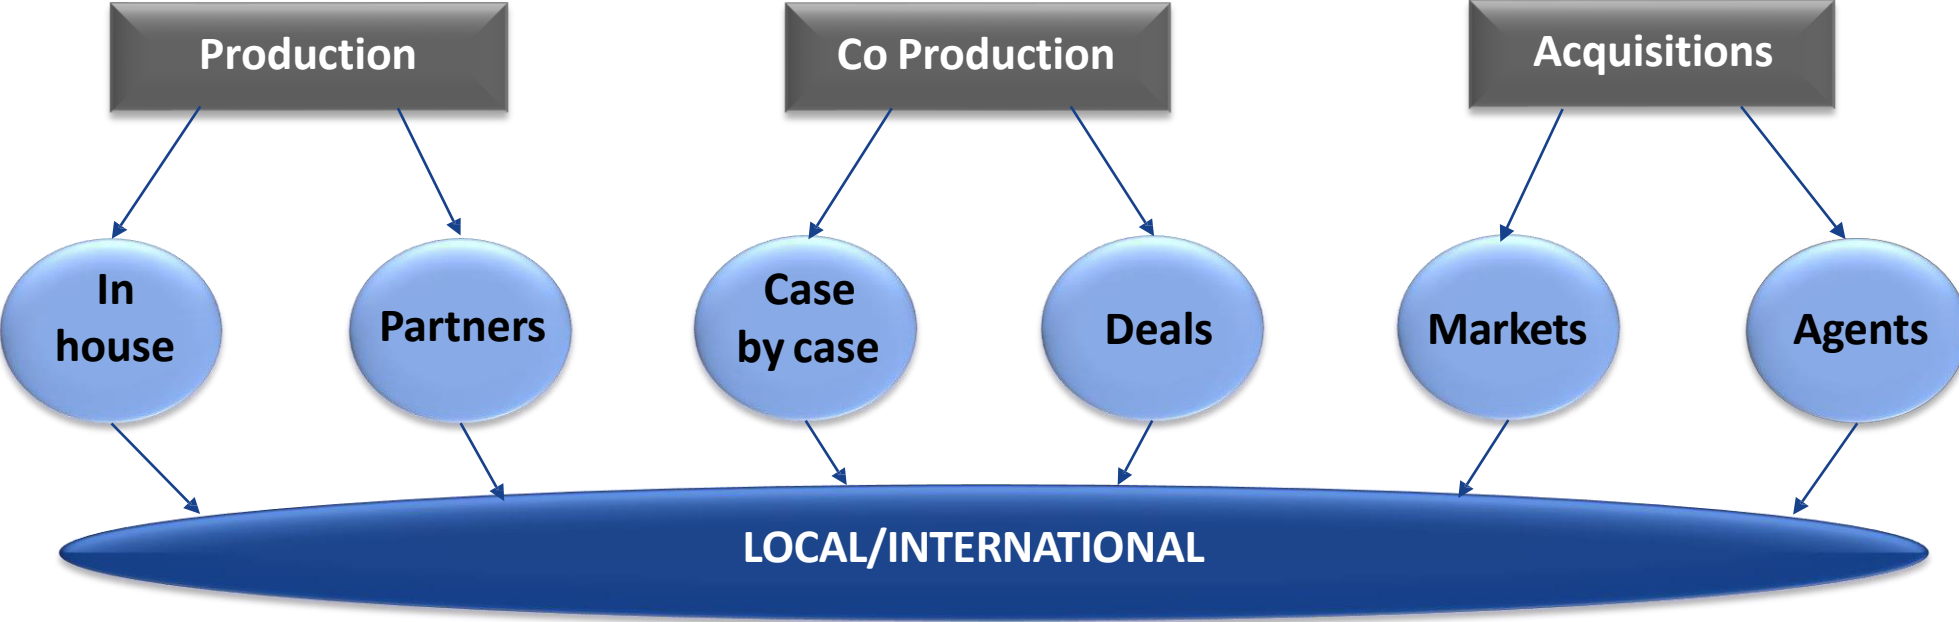 Production
Co Production
Acquisitions
In
house
Partners
Case
by case
Deals
Markets
Agents
LOCAL/INTERNATIONAL